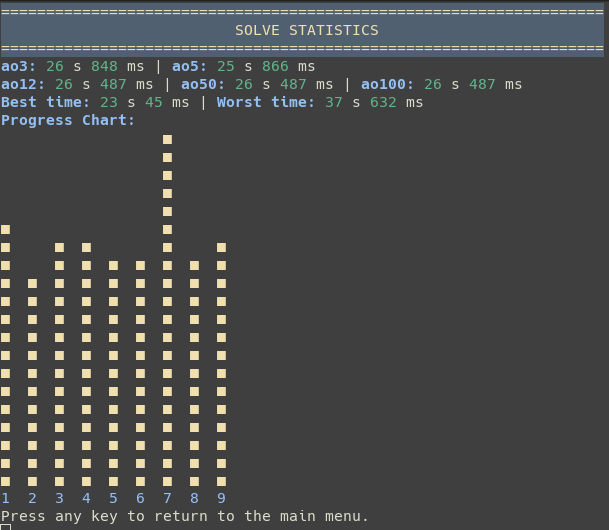 ===================================================================
SOLVE STATISTICS
===================================================================
ao3: 26 s 848 ms | ao5: 25 s 866 ms
ao12: 26 s 487 ms | ao50: 26 s 487 ms | ao100: 26 s 487 ms
Best time: 23 s 45 ms | Worst time: 37 s 632 ms
Progress Chart:
1 2 3 4 5 6 7 8 9
Press any key to return to the main menu.